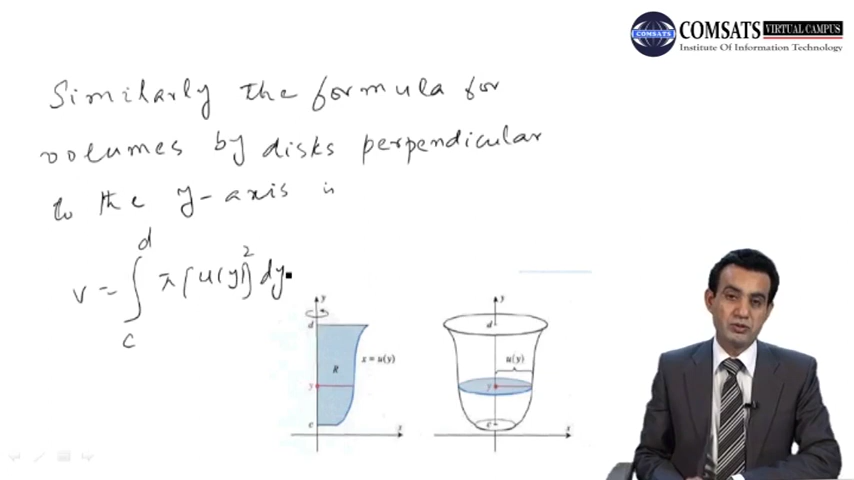 COMSATS VIRTUAL CAMPUS
COMSATS
Institute Of Information Technology
Similarly the formula for
volumes by disks perpendicular
to the y-axis is
v = ∫_c^d π[u(y)]² dy
y
d
R
x = u(y)
y
c
x
y
d
u(y)
y
c
x